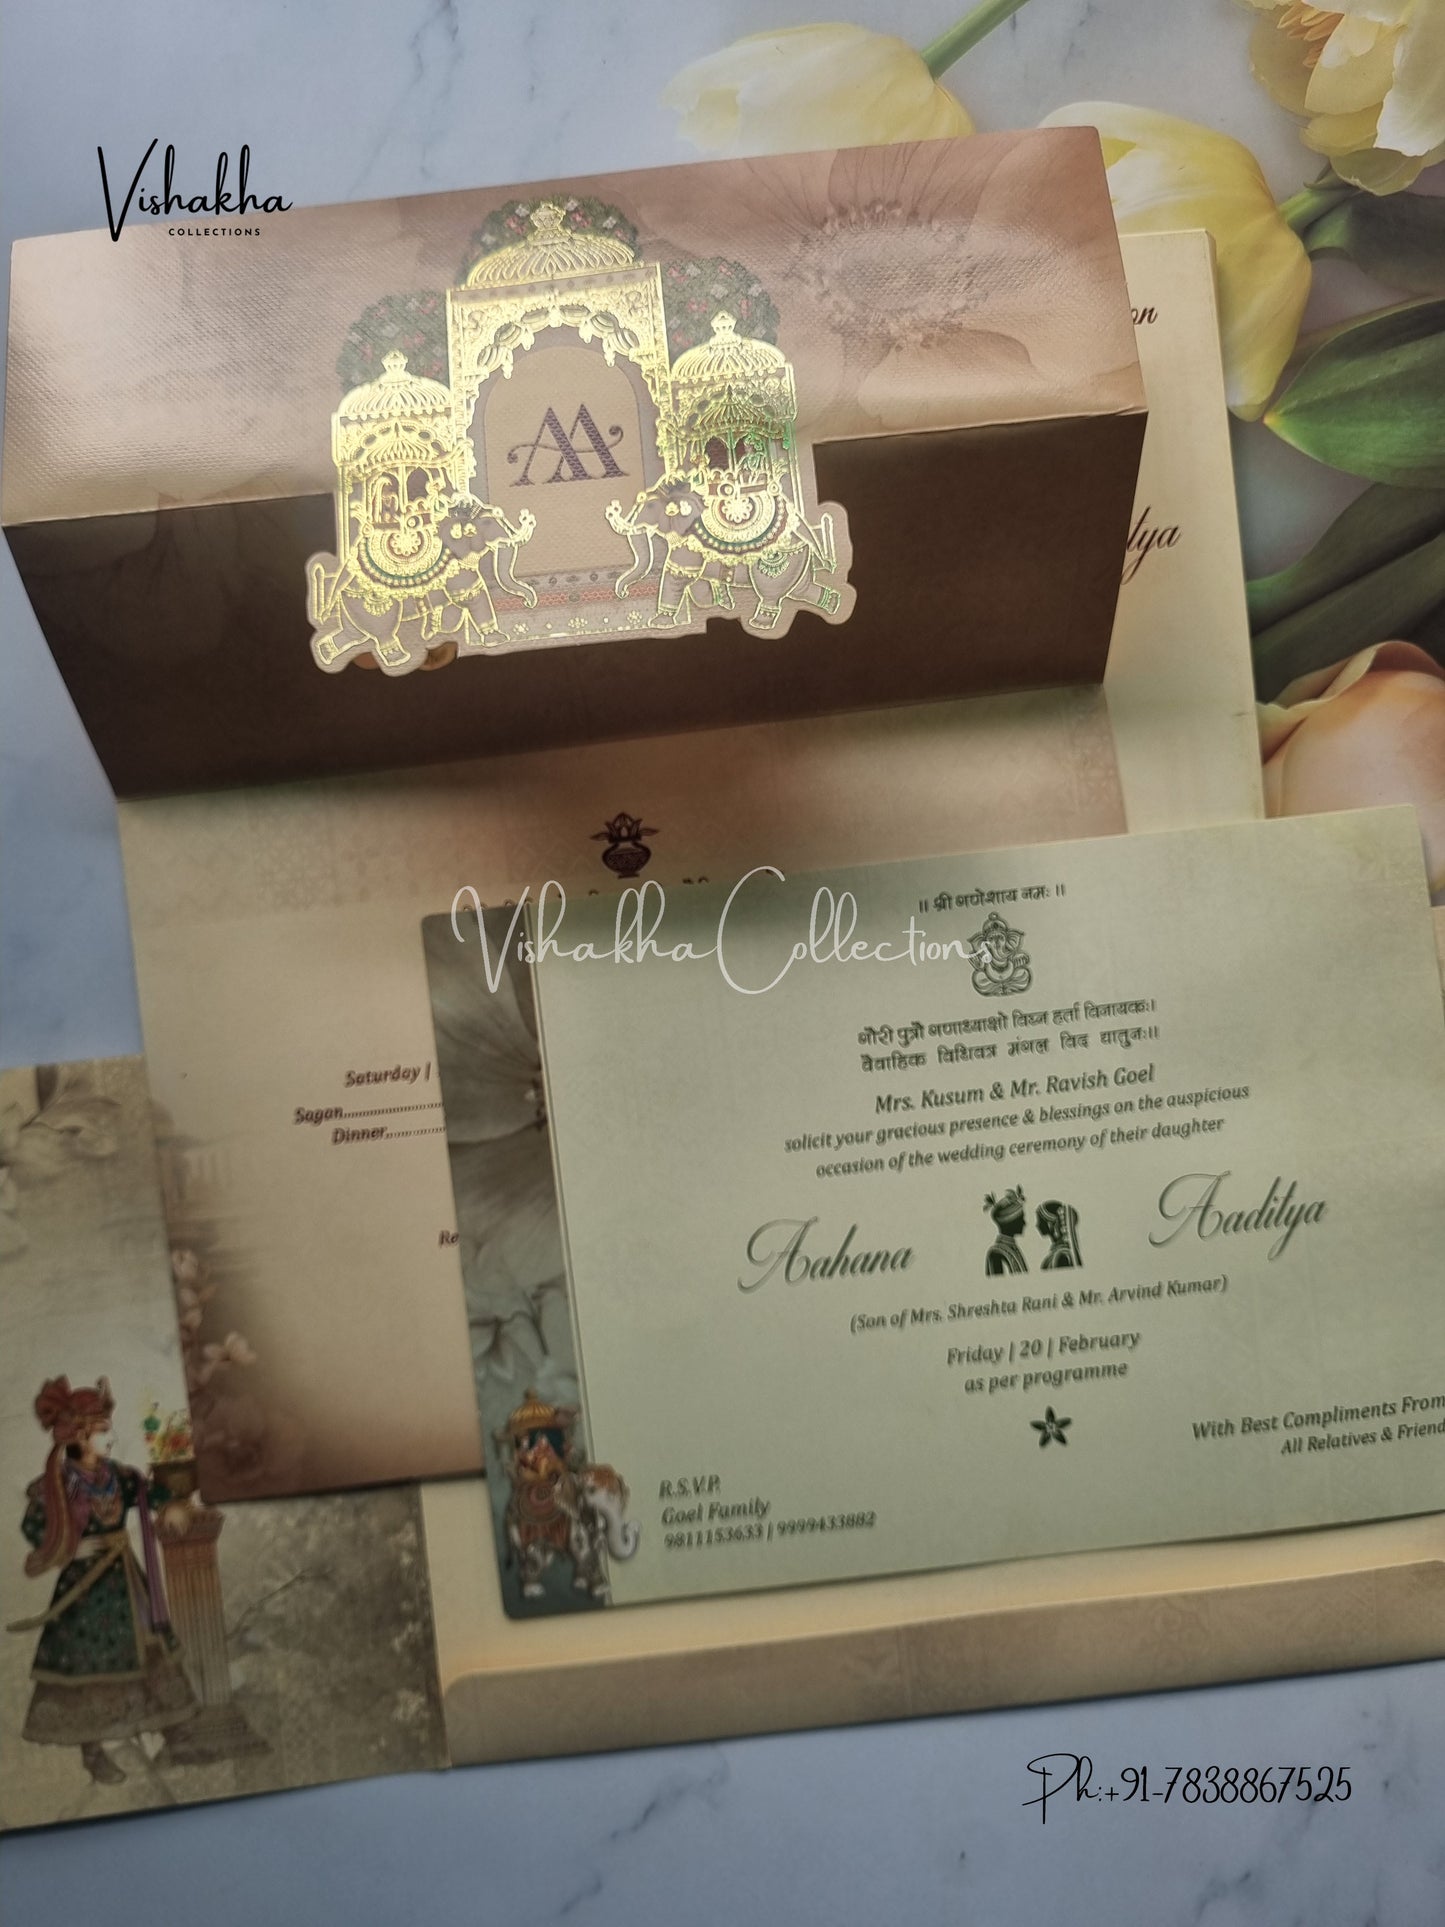 Vishakha
COLLECTIONS
AA
on
itya
Vishakha Collections
Saturday |
Sagan
Dinner
॥ श्री गणेशाय नमः ॥
गौरी पुत्रौ गणाध्याक्षो विघ्न हर्ता विनायकः।
वैवाहिक विधिवत्र मंगल विद धातुनः॥
Mrs. Kusum & Mr. Ravish Goel
solicit your gracious presence & blessings on the auspicious
occasion of the wedding ceremony of their daughter
Aahana Aaditya
(Son of Mrs. Shreshta Rani & Mr. Arvind Kumar)
Friday | 20 | February
as per programme
With Best Compliments From
All Relatives & Friend
R.S.V.P.
Goel Family
9811153633 | 9999433882
Ph:+91-7838867525